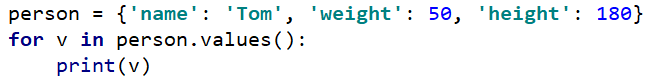 person = {'name': 'Tom', 'weight': 50, 'height': 180}
for v in person.values():
    print(v)